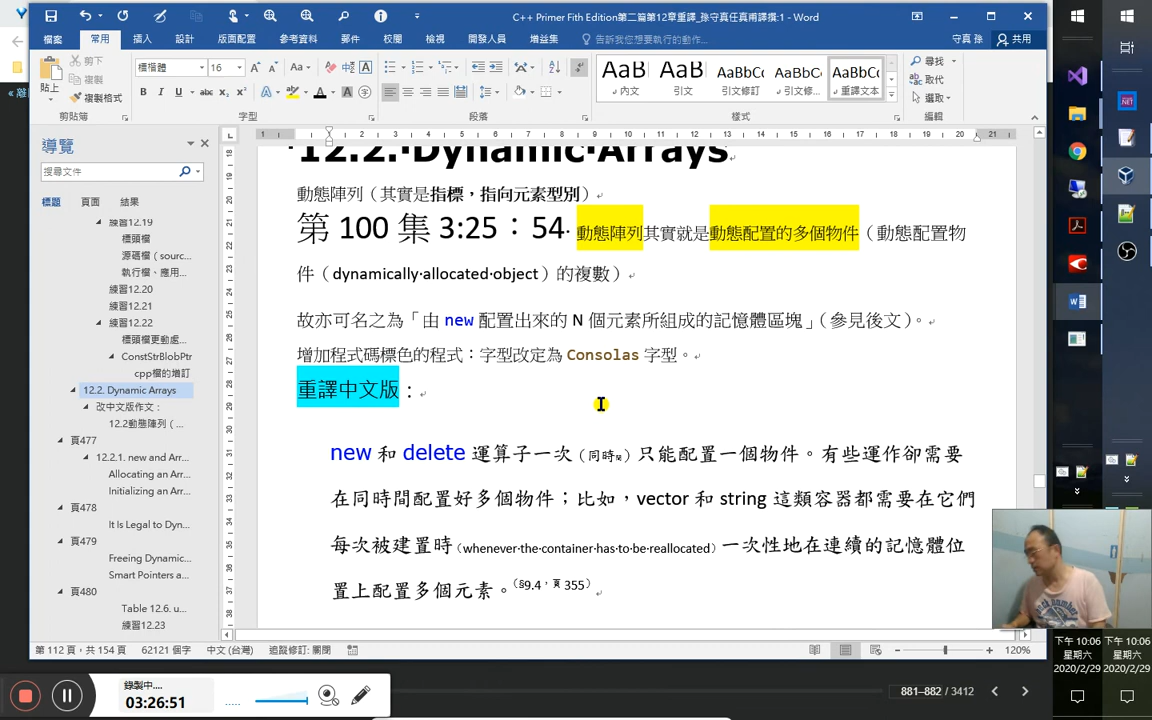 C++ Primer Fith Edition第二篇第12章重譯_孫守真任真甫譯撰:1 - Word
檔案 常用 插入 設計 版面配置 參考資料 郵件 校閱 檢視 開發人員 增益集 告訴我您想要執行的動作... 守真 孫 共用
貼上 剪下 複製 複製格式 剪貼簿
標楷體 16 字型
段落
AaBb 內文 AaBb 引文 AaBbCc 引文修訂 AaBbCc 引文修... AaBbCc 重譯文本 樣式
尋找 取代 選取 編輯
導覽
搜尋文件
標題 頁面 結果
練習12.19
標頭檔
源碼檔（sourc...
執行檔、應用...
練習12.20
練習12.21
練習12.22
標頭檔更動處...
ConstStrBlobPtr
cpp檔的增訂
12.2. Dynamic Arrays
改中文版作文：
12.2動態陣列（...
頁477
12.2.1. new and Arr...
Allocating an Arr...
Initializing an Arr...
頁478
It Is Legal to Dyn...
頁479
Freeing Dynamic...
Smart Pointers a...
頁480
Table 12.6. u...
練習12.23
12.2. Dynamic Arrays
動態陣列（其實是指標，指向元素型別）
第 100 集 3:25：54 動態陣列其實就是動態配置的多個物件（動態配置物
件（dynamically allocated object）的複數）
故亦可名之為「由 new 配置出來的 N 個元素所組成的記憶體區塊」（參見後文）。
增加程式碼標色的程式：字型改定為 Consolas 字型。
重譯中文版：
new 和 delete 運算子一次（同時間）只能配置一個物件。有些運作卻需要
在同時間配置好多個物件；比如，vector 和 string 這類容器都需要在它們
每次被建置時（whenever the container has to be reallocated）一次性地在連續的記憶體位
置上配置多個元素。（§9.4，頁 355）
第 112 頁，共 154 頁 62121 個字 中文 (台灣) 追蹤修訂: 關閉 120%
錄製中....
03:26:51
881–882 / 3412
下午 10:06 下午 10:06
星期六 星期六
2020/2/29 2020/2/29